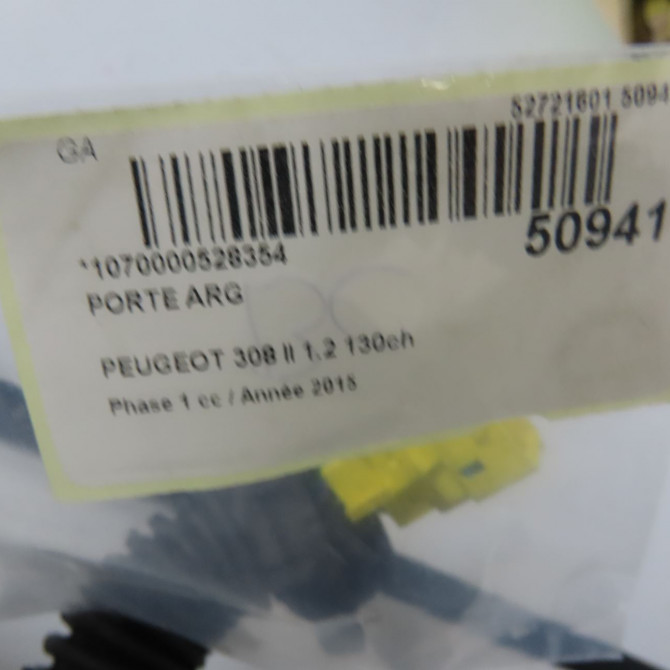 52721601 5094
GA
50941
*1070000528354
PORTE ARG
PEUGEOT 308 II 1.2 130ch
Phase 1 cc / Année 2015